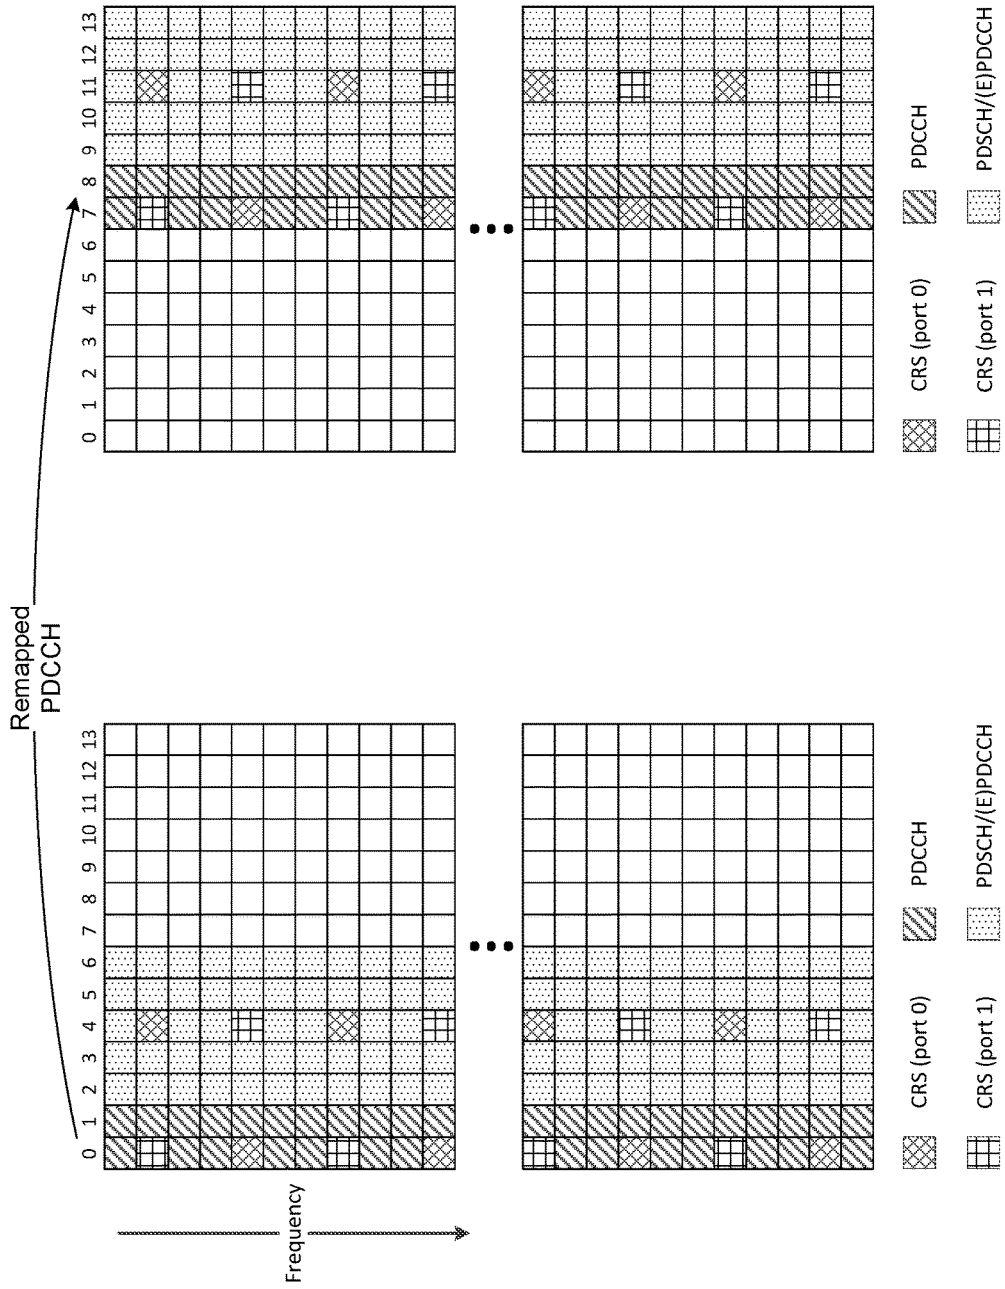 Remapped
PDCCH
0 1 2 3 4 5 6 7 8 9 10 11 12 13
0 1 2 3 4 5 6 7 8 9 10 11 12 13
Frequency
CRS (port 0)
PDCCH
CRS (port 1)
PDSCH/(E)PDCCH
CRS (port 0)
PDCCH
CRS (port 1)
PDSCH/(E)PDCCH